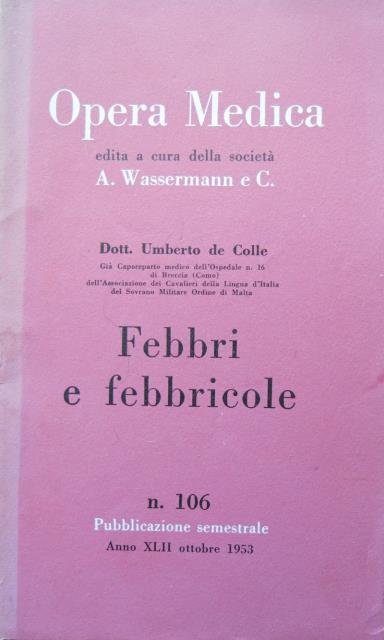 Opera Medica
edita a cura della società
A. Wassermann e C.
Dott. Umberto de Colle
Già Caporeparto medico dell'Ospedale n. 16
di Breccia (Como)
dell'Associazione dei Cavalieri della Lingua d'Italia
del Sovrano Militare Ordine di Malta
Febbri
e febbricole
n. 106
Pubblicazione semestrale
Anno XLII ottobre 1953